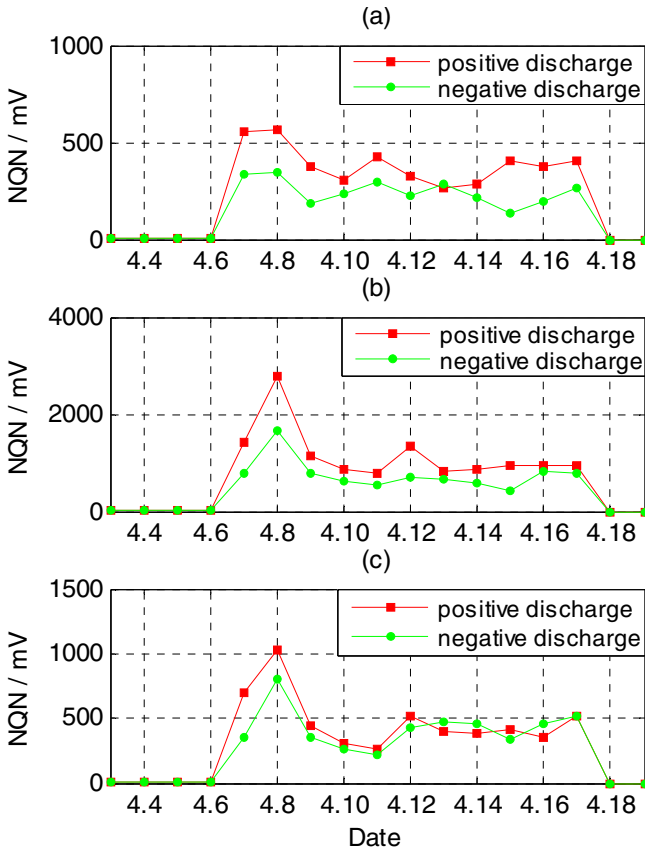 (a)
NQN / mV
1000
500
0
positive discharge
negative discharge
4.4 4.6 4.8 4.10 4.12 4.14 4.16 4.18
(b)
NQN / mV
4000
2000
0
positive discharge
negative discharge
4.4 4.6 4.8 4.10 4.12 4.14 4.16 4.18
(c)
NQN / mV
1500
1000
500
0
positive discharge
negative discharge
4.4 4.6 4.8 4.10 4.12 4.14 4.16 4.18
Date